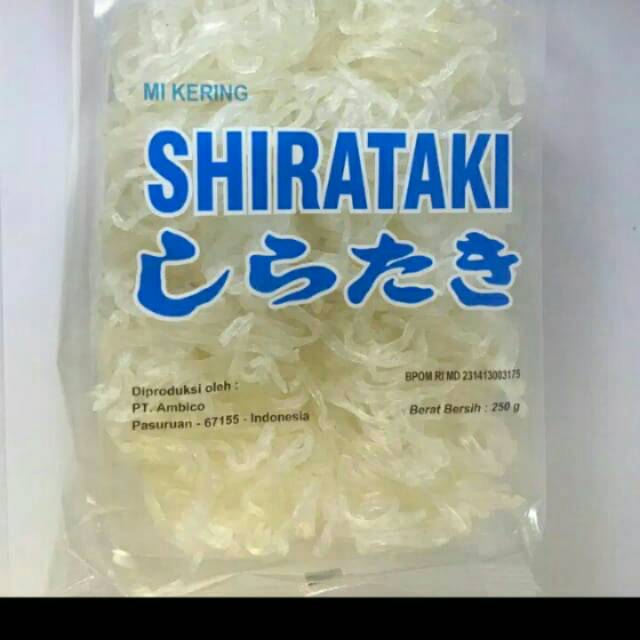 MI KERING
SHIRATAKI
しらたき
Diproduksi oleh :
PT. Ambico
Pasuruan - 67155 - Indonesia
BPOM RI MD 231413003175
Berat Bersih : 250 g